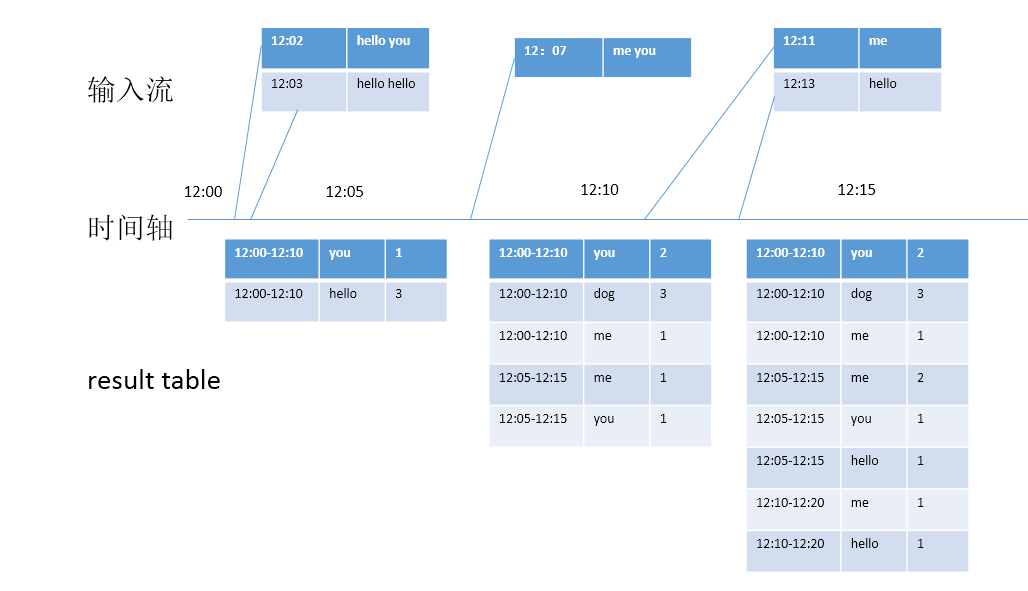 12:02 hello you
12:03 hello hello
12：07 me you
12:11 me
12:13 hello
输入流
12:00 12:05 12:10 12:15
时间轴
12:00-12:10 you 1
12:00-12:10 hello 3
12:00-12:10 you 2
12:00-12:10 dog 3
12:00-12:10 me 1
12:05-12:15 me 1
12:05-12:15 you 1
12:00-12:10 you 2
12:00-12:10 dog 3
12:00-12:10 me 1
12:05-12:15 me 2
12:05-12:15 you 1
12:05-12:15 hello 1
12:10-12:20 me 1
12:10-12:20 hello 1
result table